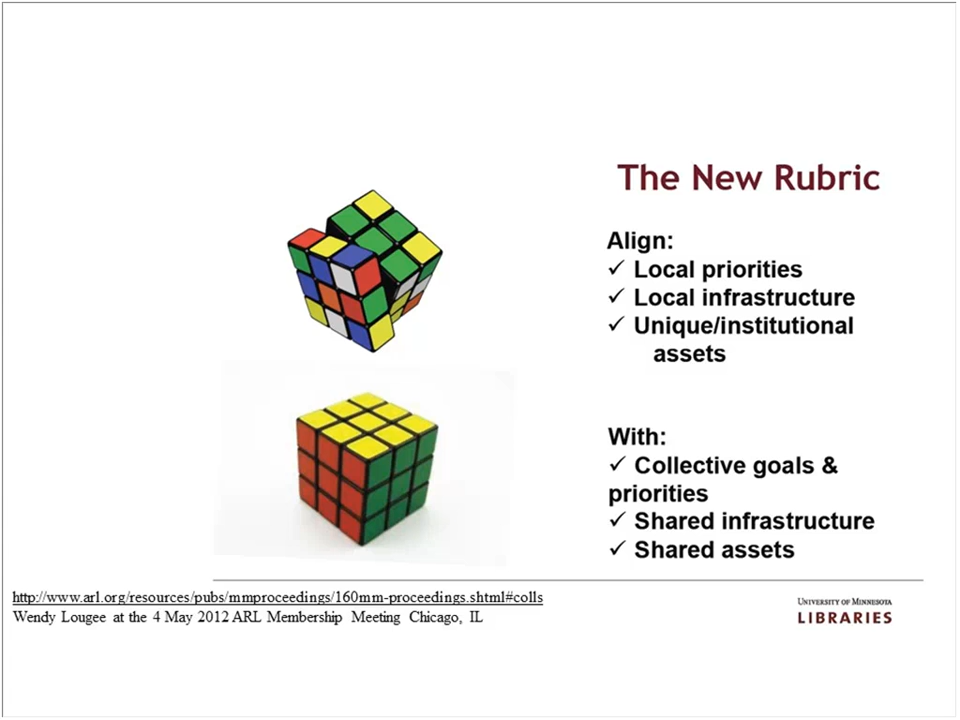 The New Rubric
Align:
✓ Local priorities
✓ Local infrastructure
✓ Unique/institutional
assets
With:
✓ Collective goals &
priorities
✓ Shared infrastructure
✓ Shared assets
http://www.arl.org/resources/pubs/mmproceedings/160mm-proceedings.shtml#colls
Wendy Lougee at the 4 May 2012 ARL Membership Meeting Chicago, IL
UNIVERSITY OF MINNESOTA
LIBRARIES